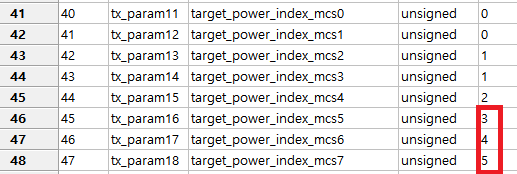 41 40 tx_param11 target_power_index_mcs0 unsigned 0
42 41 tx_param12 target_power_index_mcs1 unsigned 0
43 42 tx_param13 target_power_index_mcs2 unsigned 1
44 43 tx_param14 target_power_index_mcs3 unsigned 1
45 44 tx_param15 target_power_index_mcs4 unsigned 2
46 45 tx_param16 target_power_index_mcs5 unsigned 3
47 46 tx_param17 target_power_index_mcs6 unsigned 4
48 47 tx_param18 target_power_index_mcs7 unsigned 5